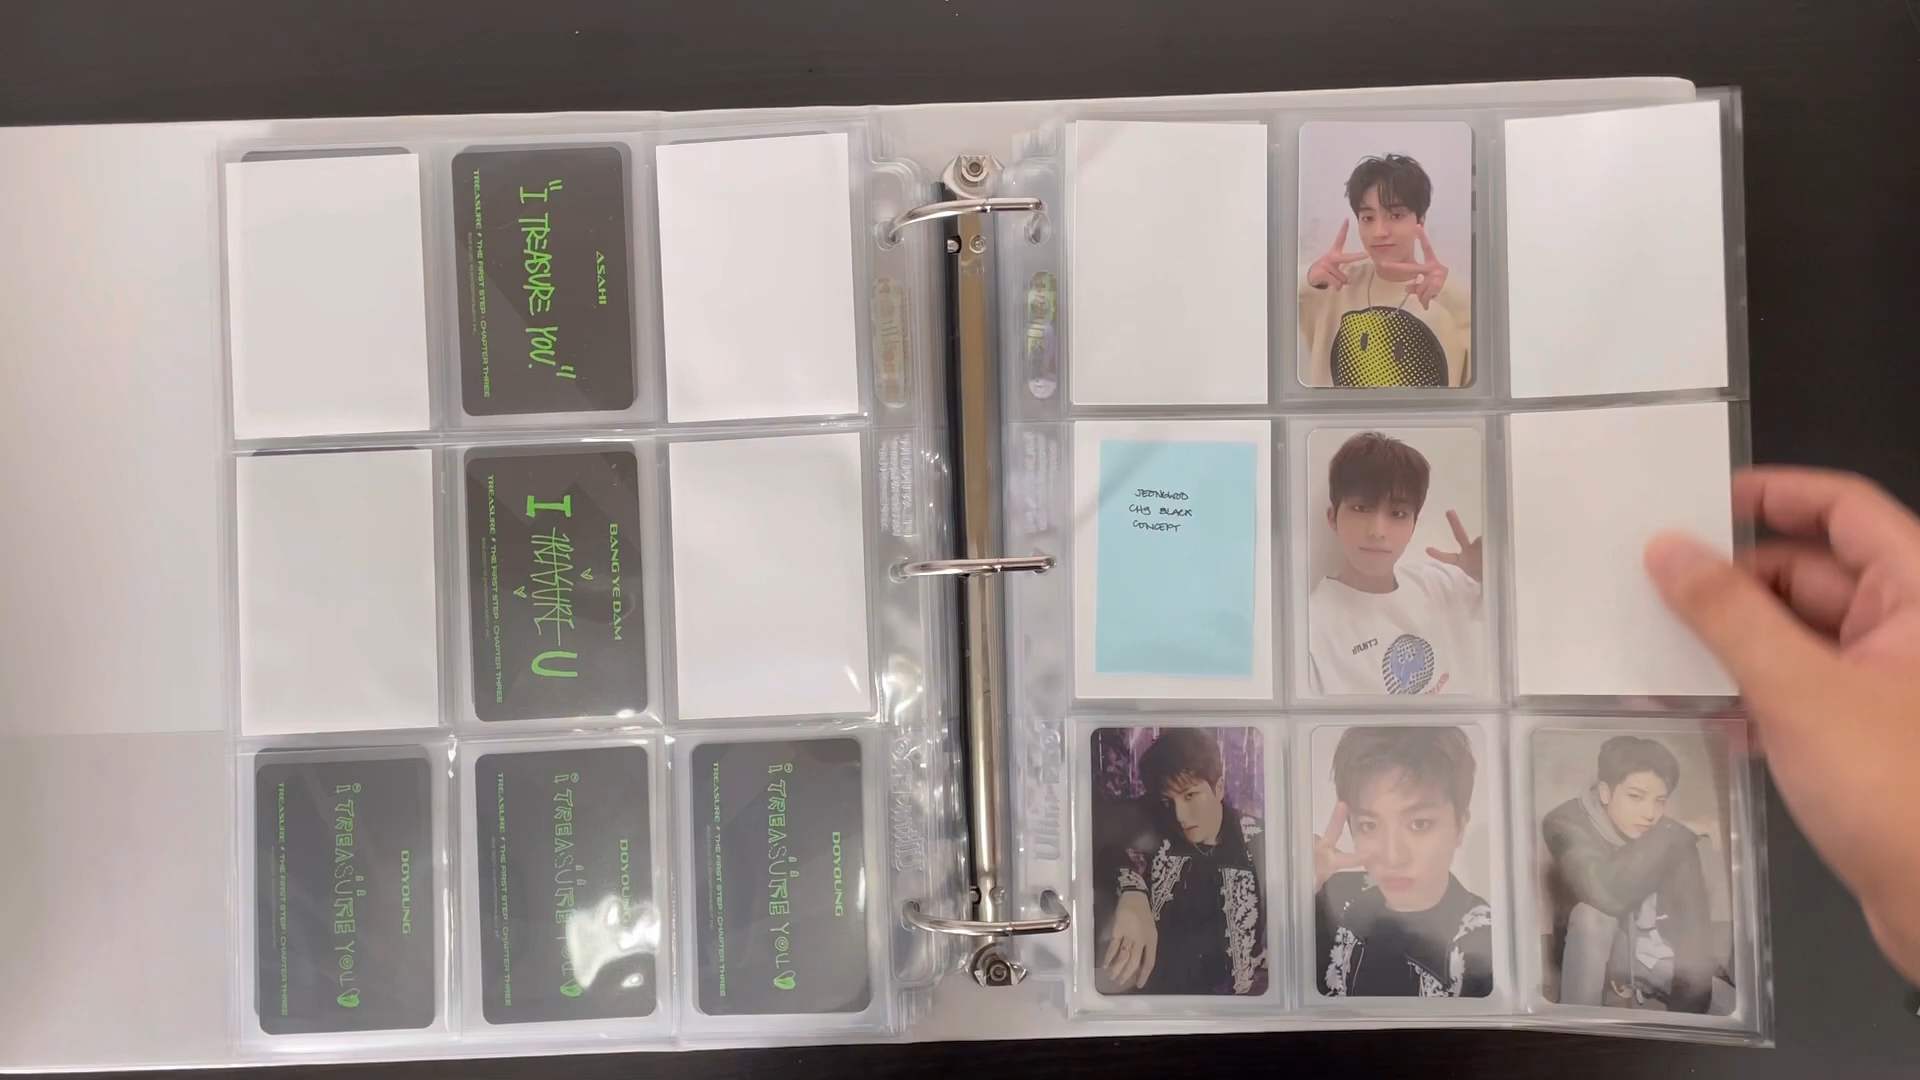 ASAHI
"I TREASURE YOU."
TREASURE THE FIRST STEP : CHAPTER THREE
BANG YE DAM
I TREASURE U
TREASURE THE FIRST STEP : CHAPTER THREE
DOYOUNG
i TREASURE YOU
TREASURE THE FIRST STEP : CHAPTER THREE
DOYOUNG
i TREASURE YOU
TREASURE THE FIRST STEP : CHAPTER THREE
DOYOUNG
i TREASURE YOU
TREASURE THE FIRST STEP : CHAPTER THREE
JEONGWOO
CH3 BLACK
CONCEPT